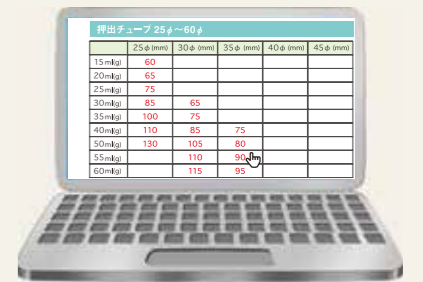 押出チューブ 25φ～60φ
25φ (mm) 30φ (mm) 35φ (mm) 40φ (mm) 45φ (mm)
15ml(g) 60
20ml(g) 65
25ml(g) 75
30ml(g) 85 65
35ml(g) 100 75
40ml(g) 110 85 75
50ml(g) 130 105 80
55ml(g) 110 90
60ml(g) 115 95